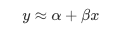 y ≈ α + βx